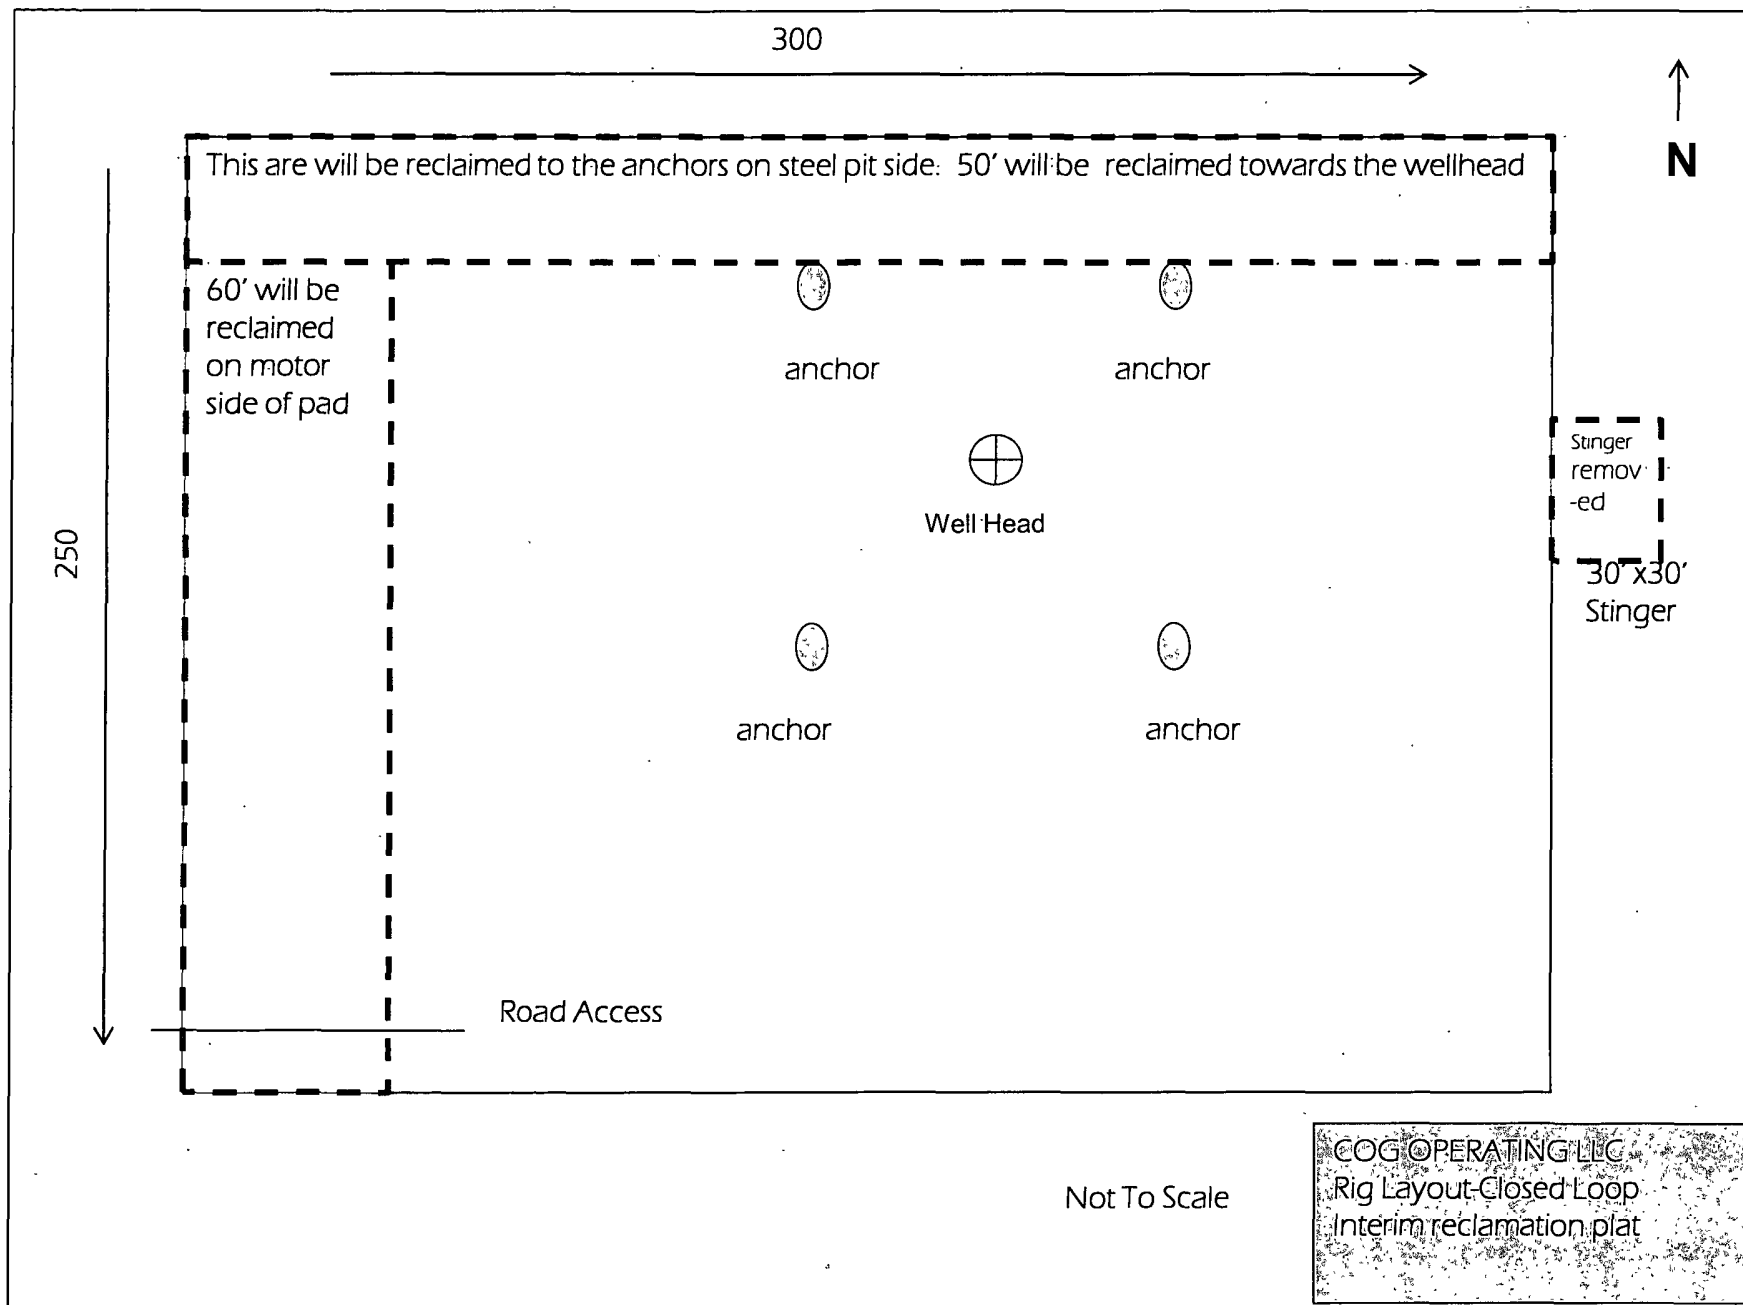 300
N
This are will be reclaimed to the anchors on steel pit side. 50' will be reclaimed towards the wellhead
60' will be
reclaimed
on motor
side of pad
anchor
anchor
Stinger
remov
-ed
Well Head
250
30'x30'
Stinger
anchor
anchor
Road Access
Not To Scale
COG OPERATING LLC
Rig Layout-Closed Loop
Interim reclamation plat